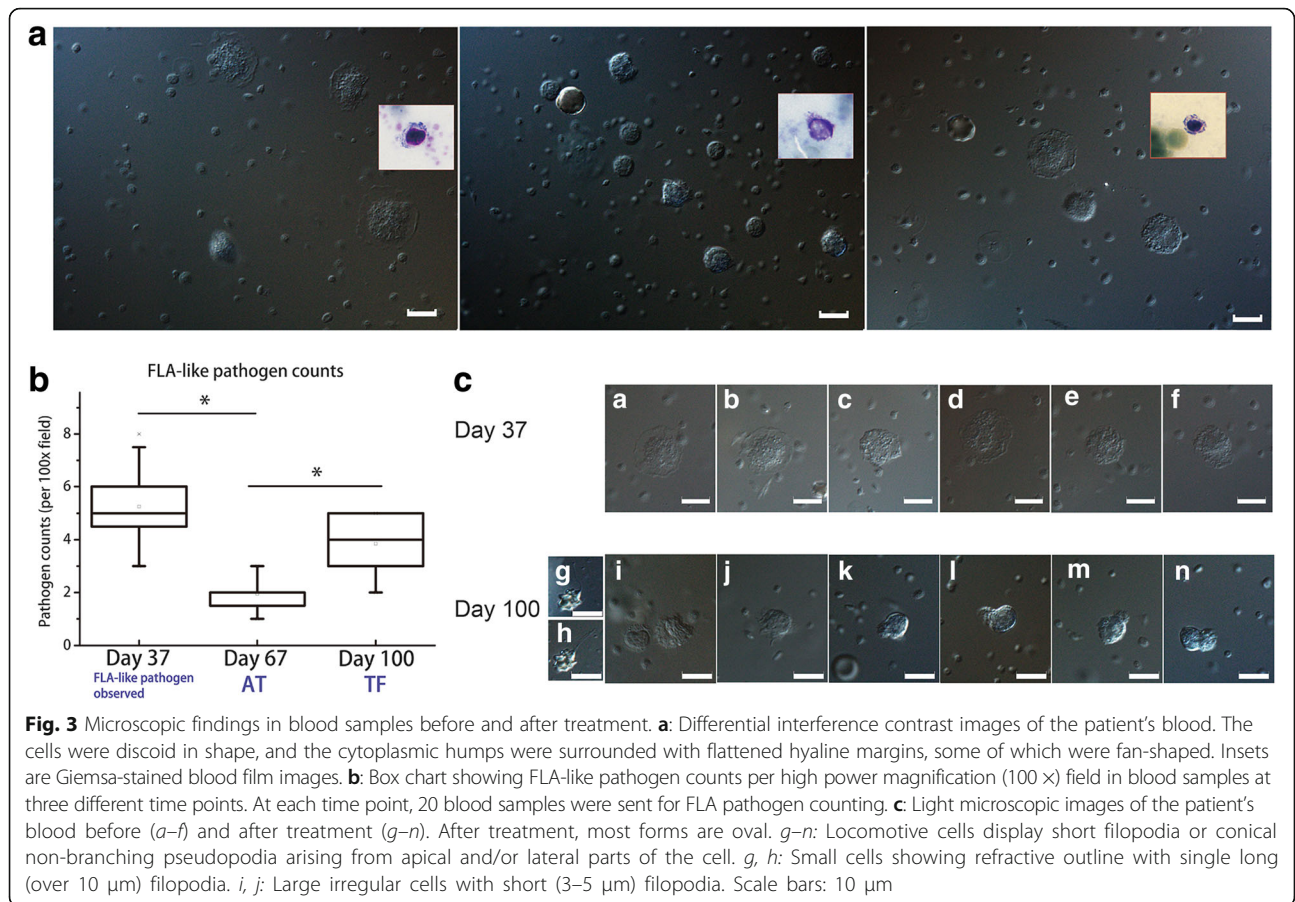 a
b
FLA-like pathogen counts
Pathogen counts (per 100x field)
8
6
4
2
0
*
*
Day 37
FLA-like pathogen
observed
Day 67
AT
Day 100
TF
c
Day 37
a
b
c
d
e
f
Day 100
g
h
i
j
k
l
m
n
Fig. 3 Microscopic findings in blood samples before and after treatment. a: Differential interference contrast images of the patient's blood. The
cells were discoid in shape, and the cytoplasmic humps were surrounded with flattened hyaline margins, some of which were fan-shaped. Insets
are Giemsa-stained blood film images. b: Box chart showing FLA-like pathogen counts per high power magnification (100 ×) field in blood samples at
three different time points. At each time point, 20 blood samples were sent for FLA pathogen counting. c: Light microscopic images of the patient's
blood before (a–f) and after treatment (g–n). After treatment, most forms are oval. g–n: Locomotive cells display short filopodia or conical
non-branching pseudopodia arising from apical and/or lateral parts of the cell. g, h: Small cells showing refractive outline with single long
(over 10 μm) filopodia. i, j: Large irregular cells with short (3–5 μm) filopodia. Scale bars: 10 μm